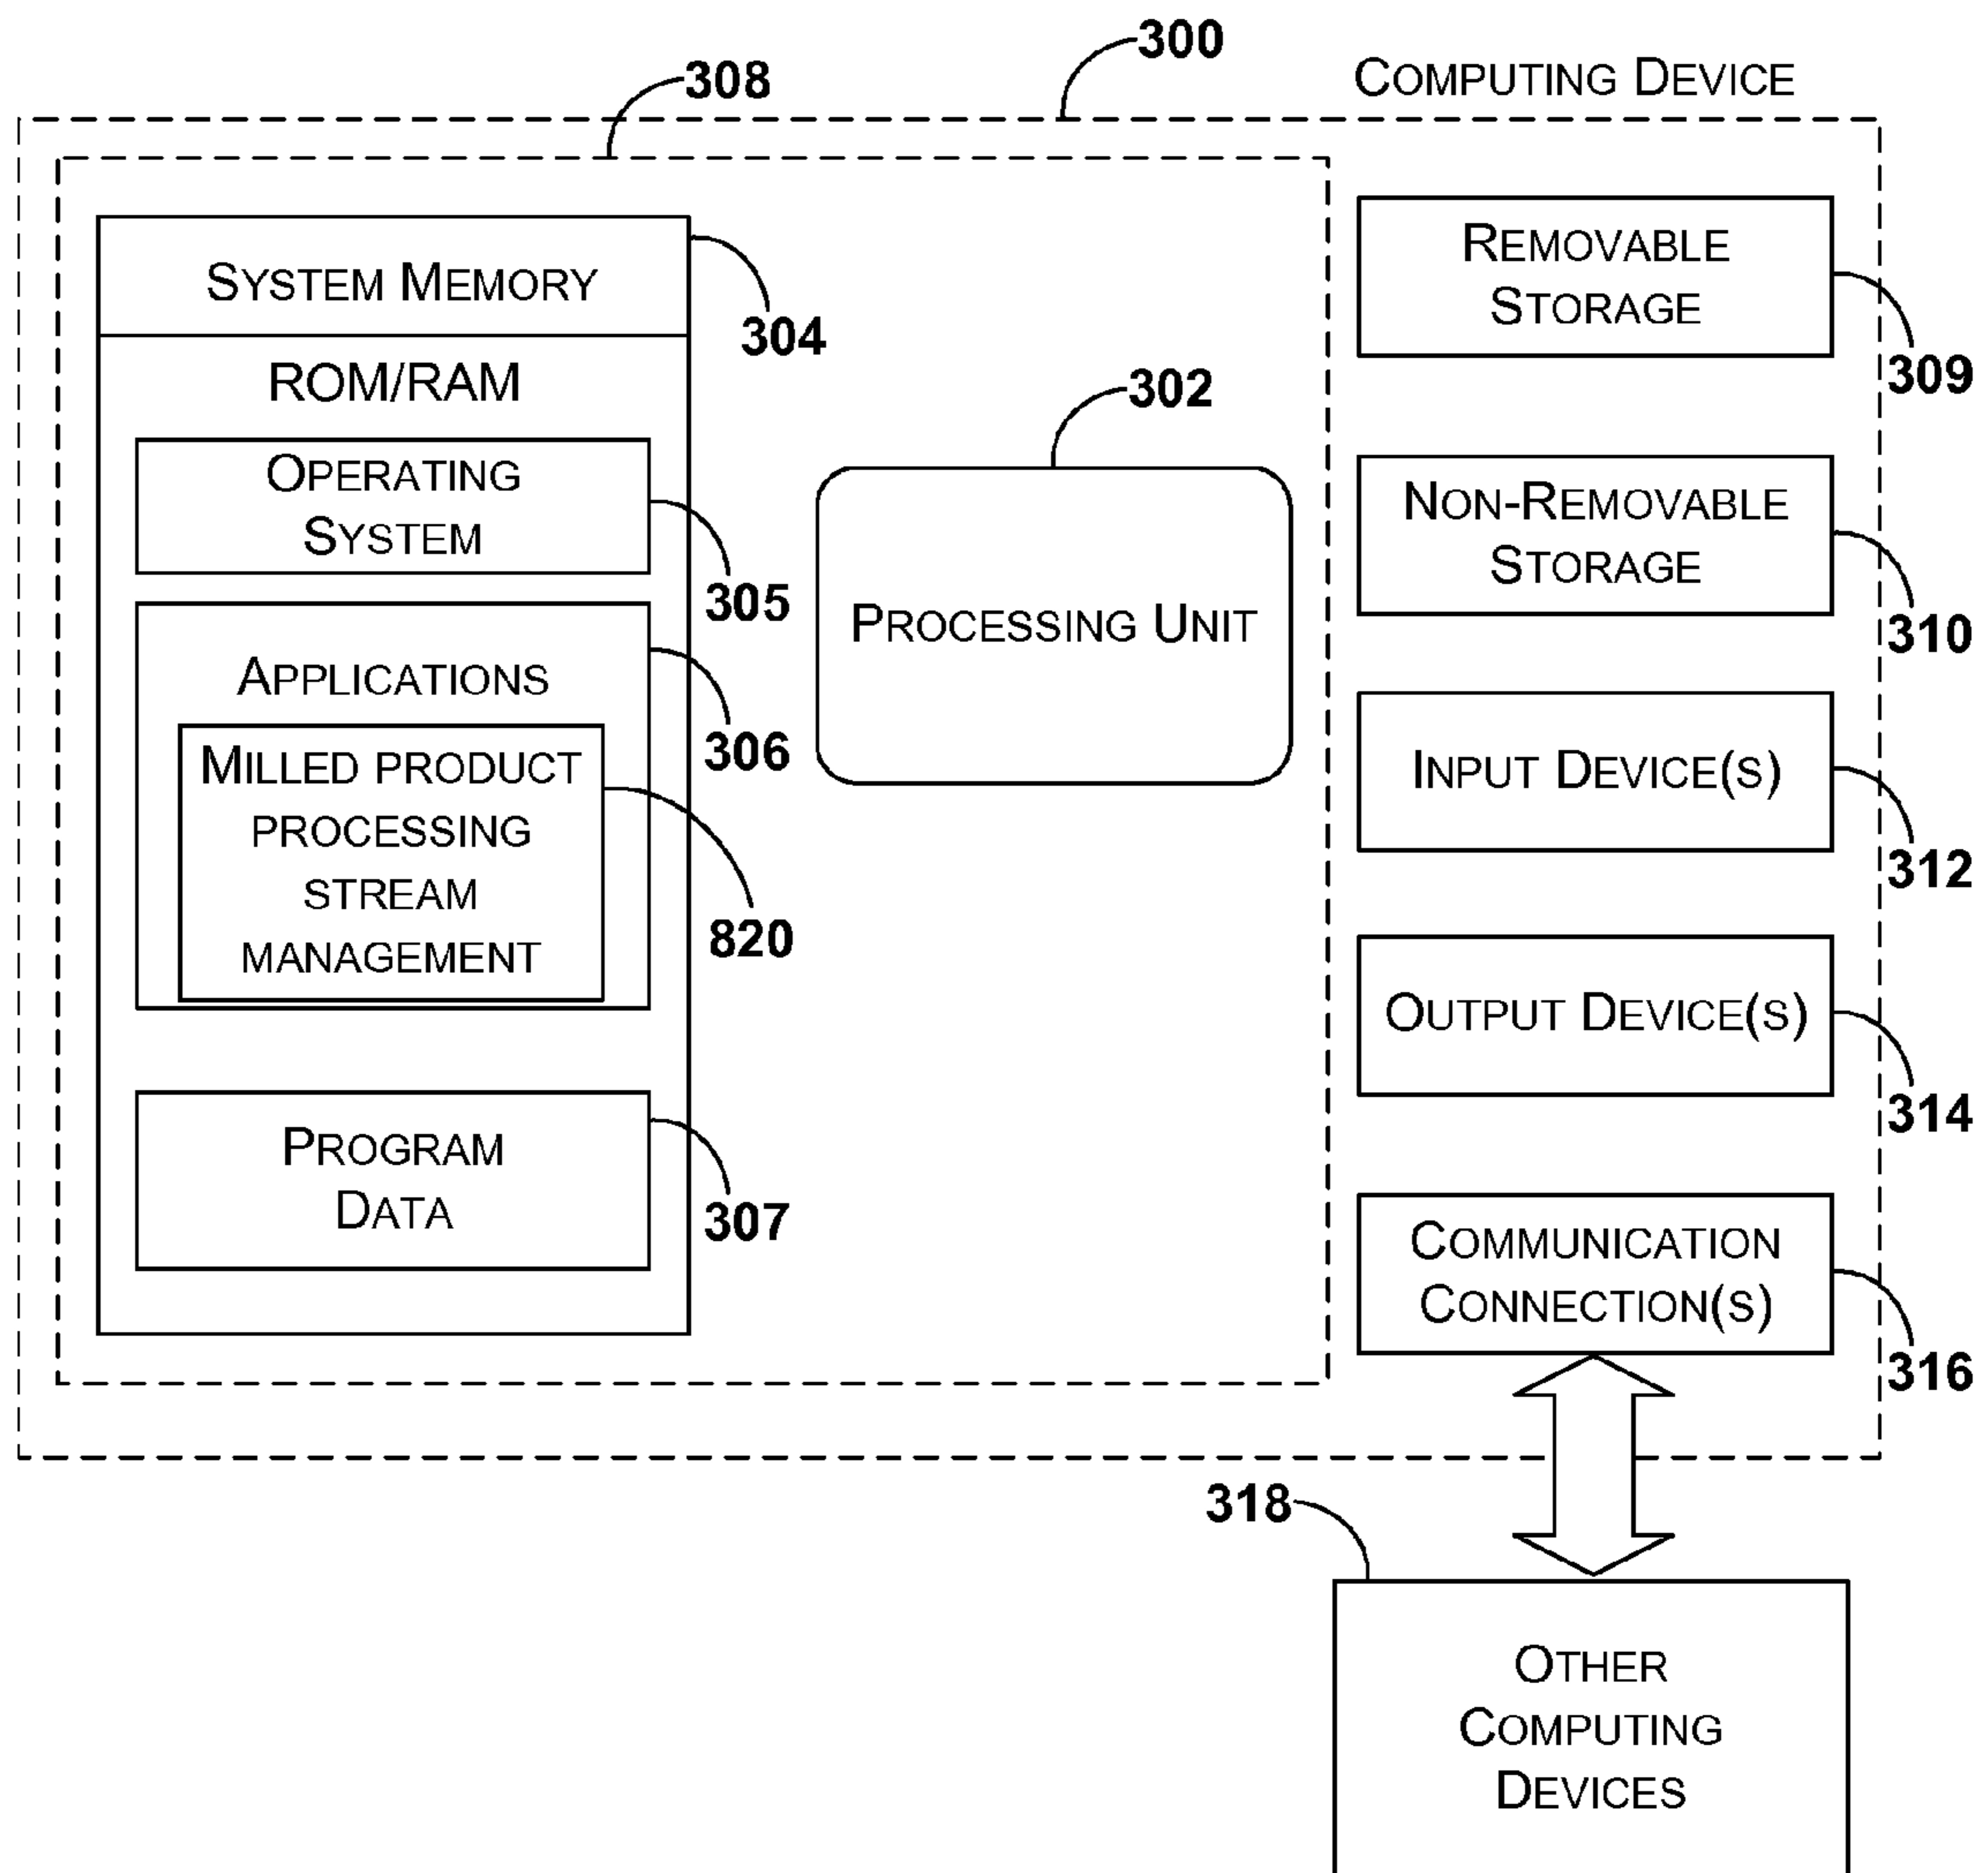 300
COMPUTING DEVICE
308
SYSTEM MEMORY
304
ROM/RAM
OPERATING
SYSTEM
305
APPLICATIONS
306
MILLED PRODUCT
PROCESSING
STREAM
MANAGEMENT
820
PROGRAM
DATA
307
302
PROCESSING UNIT
REMOVABLE
STORAGE
309
NON-REMOVABLE
STORAGE
310
INPUT DEVICE(S)
312
OUTPUT DEVICE(S)
314
COMMUNICATION
CONNECTION(S)
316
318
OTHER
COMPUTING
DEVICES